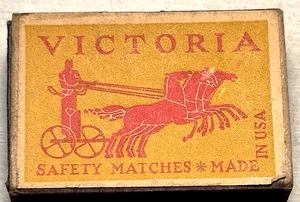 VICTORIA
SAFETY MATCHES * MADE
IN USA